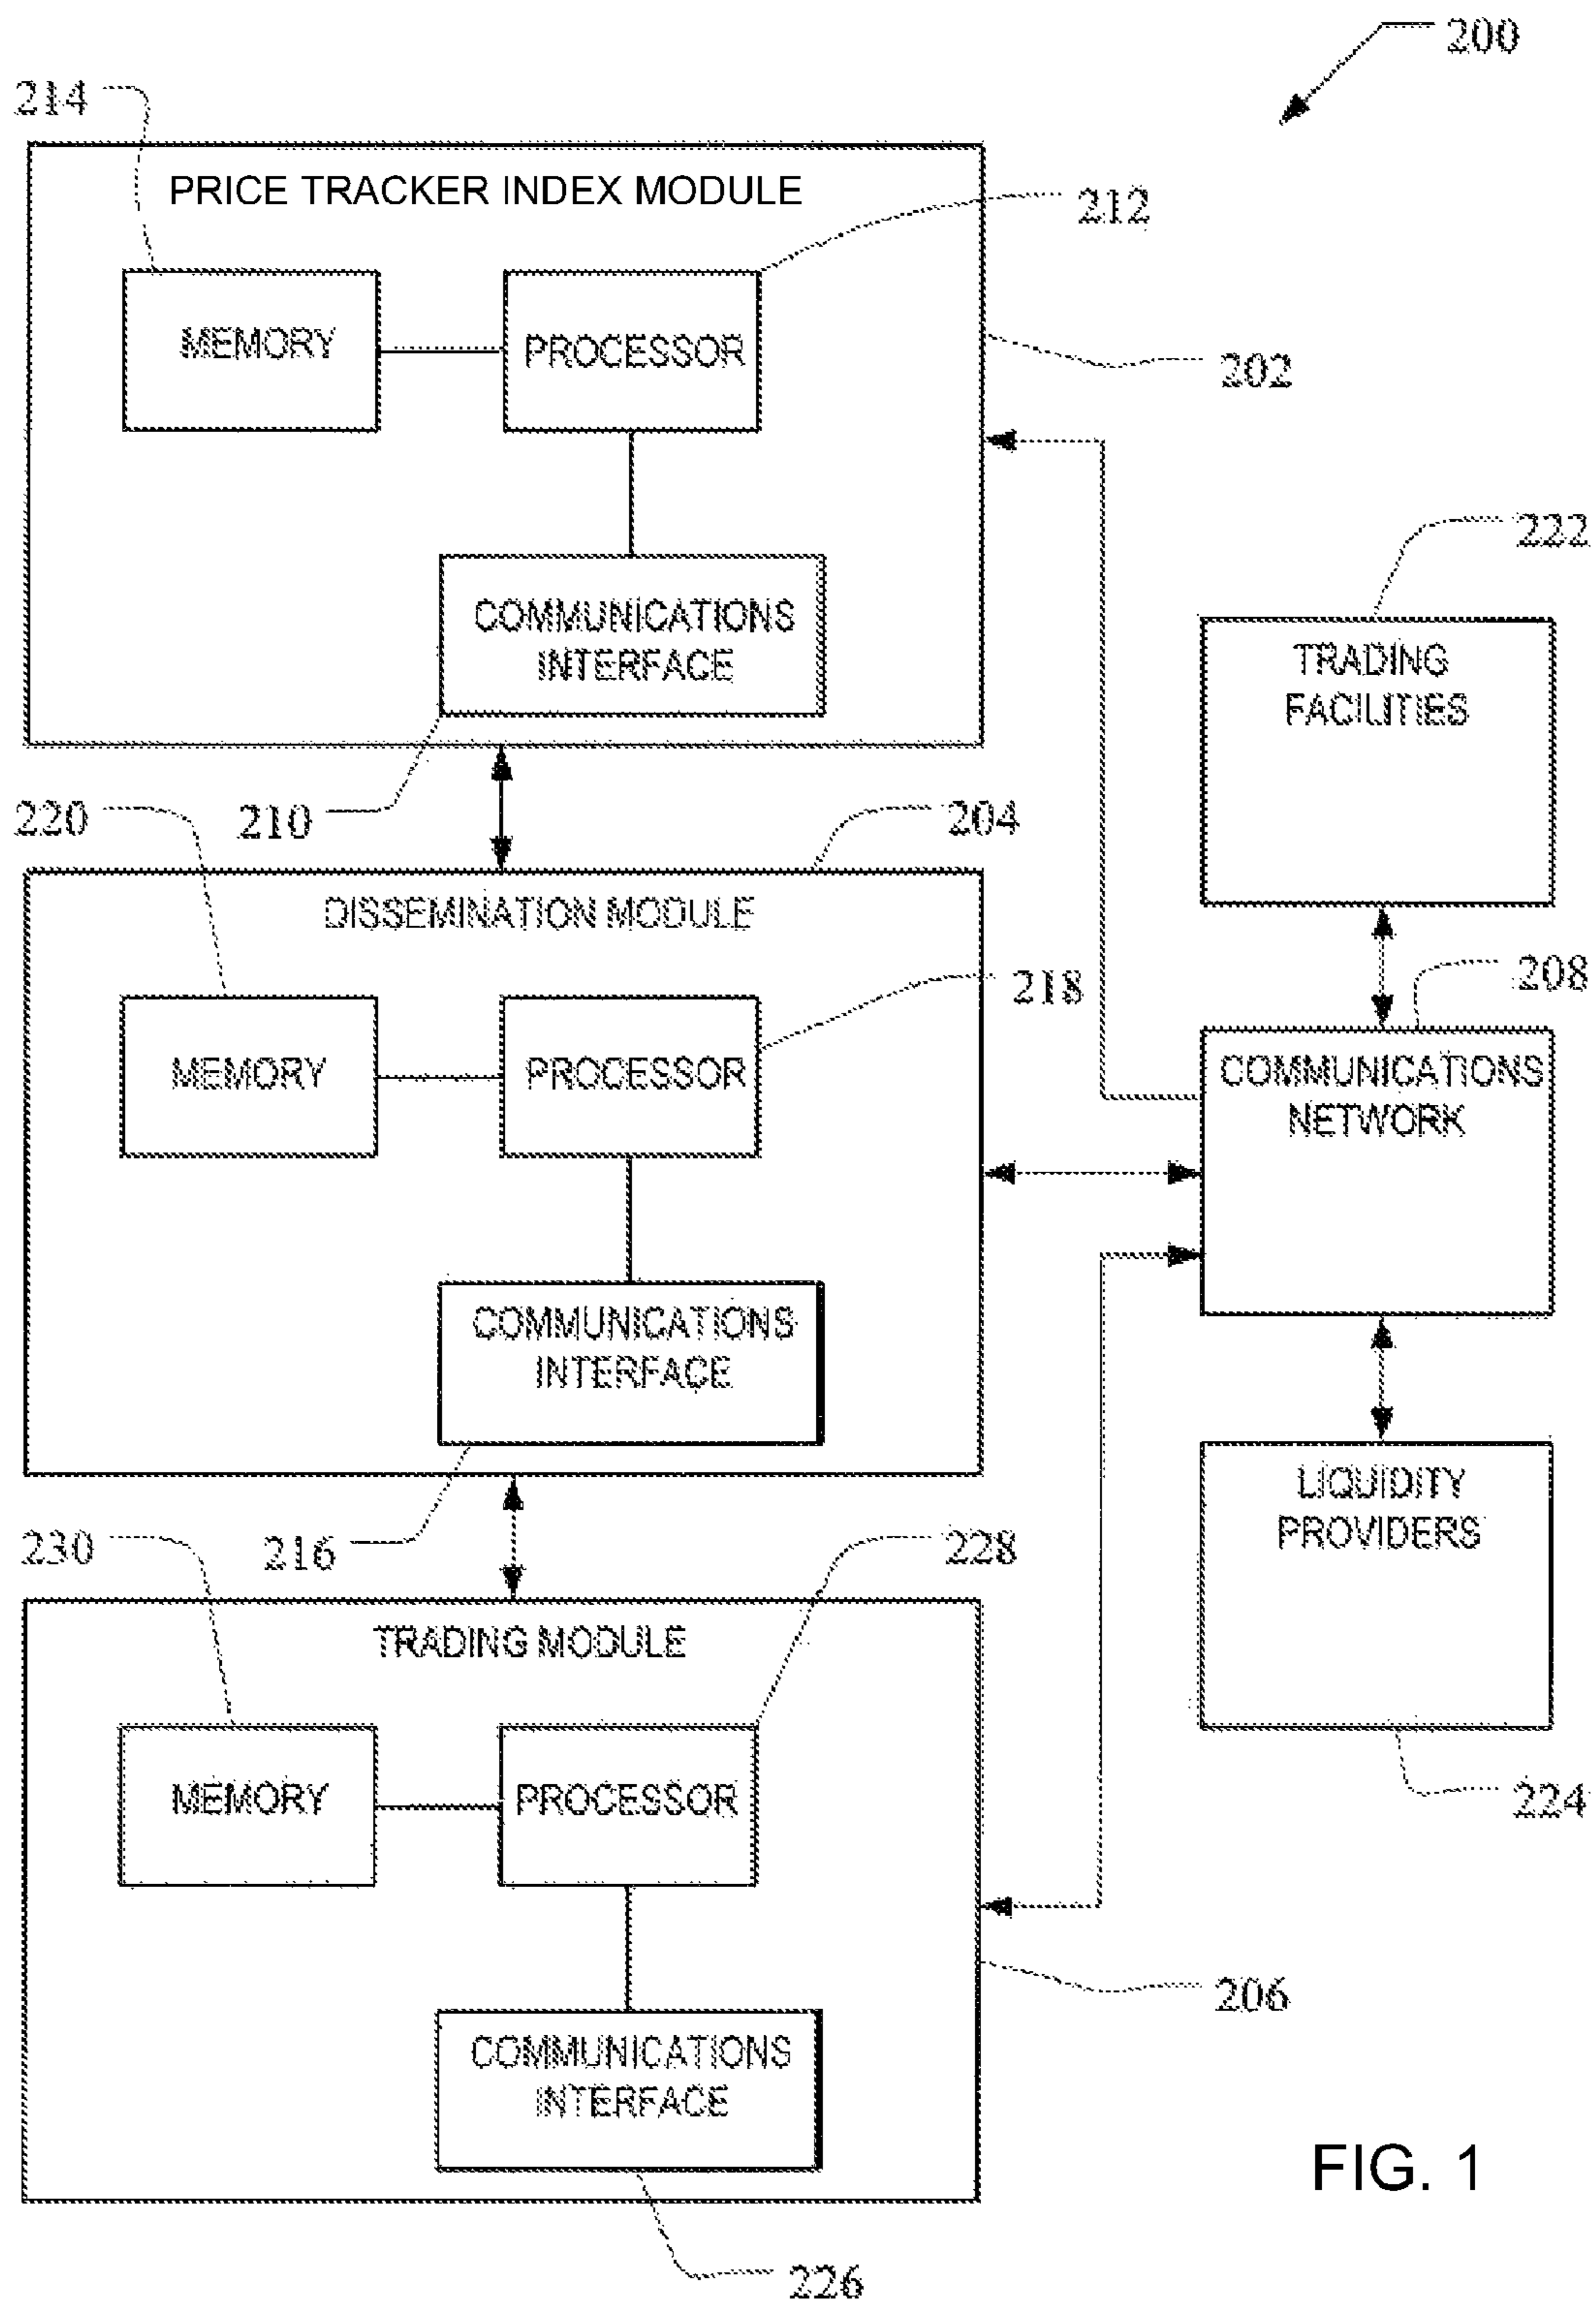 200
214
PRICE TRACKER INDEX MODULE
212
MEMORY
PROCESSOR
202
222
COMMUNICATIONS
INTERFACE
TRADING
FACILITIES
210
220
204
DISSEMINATION MODULE
218
208
MEMORY
PROCESSOR
COMMUNICATIONS
NETWORK
COMMUNICATIONS
INTERFACE
216
LIQUIDITY
PROVIDERS
230
228
TRADING MODULE
MEMORY
PROCESSOR
224
206
COMMUNICATIONS
INTERFACE
FIG. 1
226